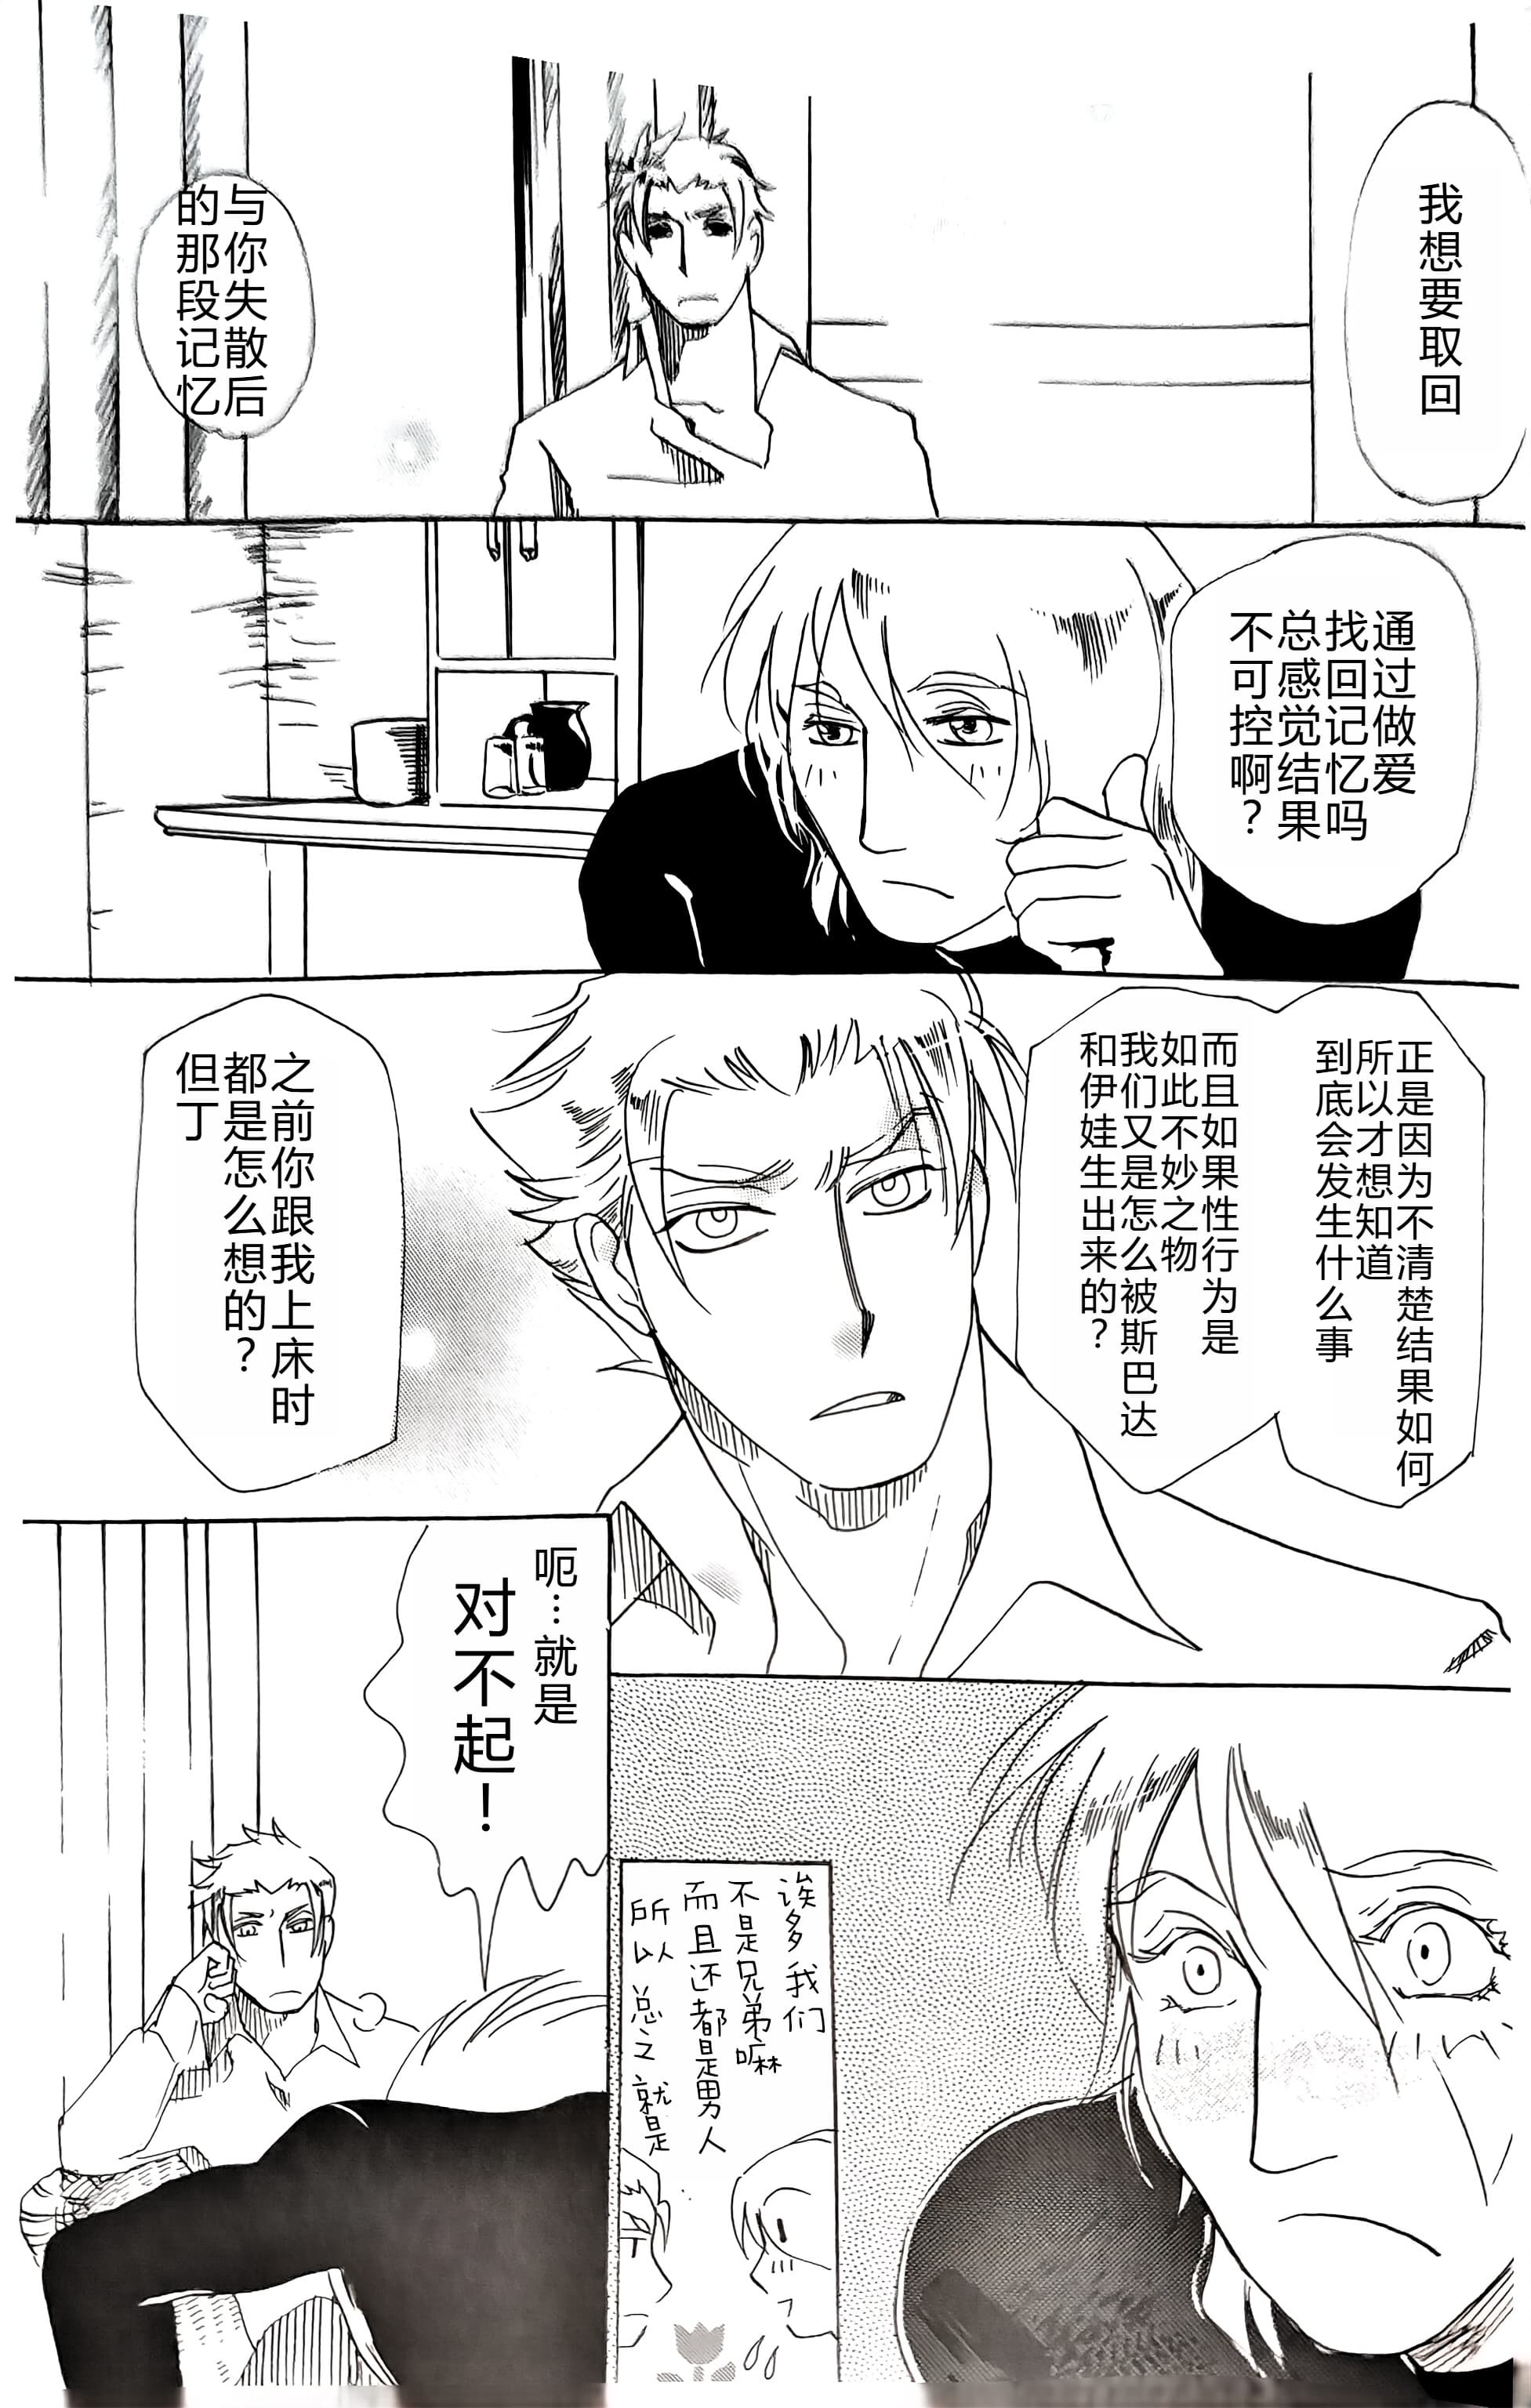 我想要取回
与你失散后
的那段记忆
通过做爱
找回记忆吗
总感觉结果
不可控啊？
正是因为不清楚结果如何
所以才想知道
到底会发生什么事
而且如果性行为是
如此不妙之物
我们又是怎么被斯巴达
和伊娃生出来的？
之前你跟我上床时
都是怎么想的？
但丁
诶多我们
不是兄弟嘛
而且还都是男人
所以总之就是
呃…就是
对不起！